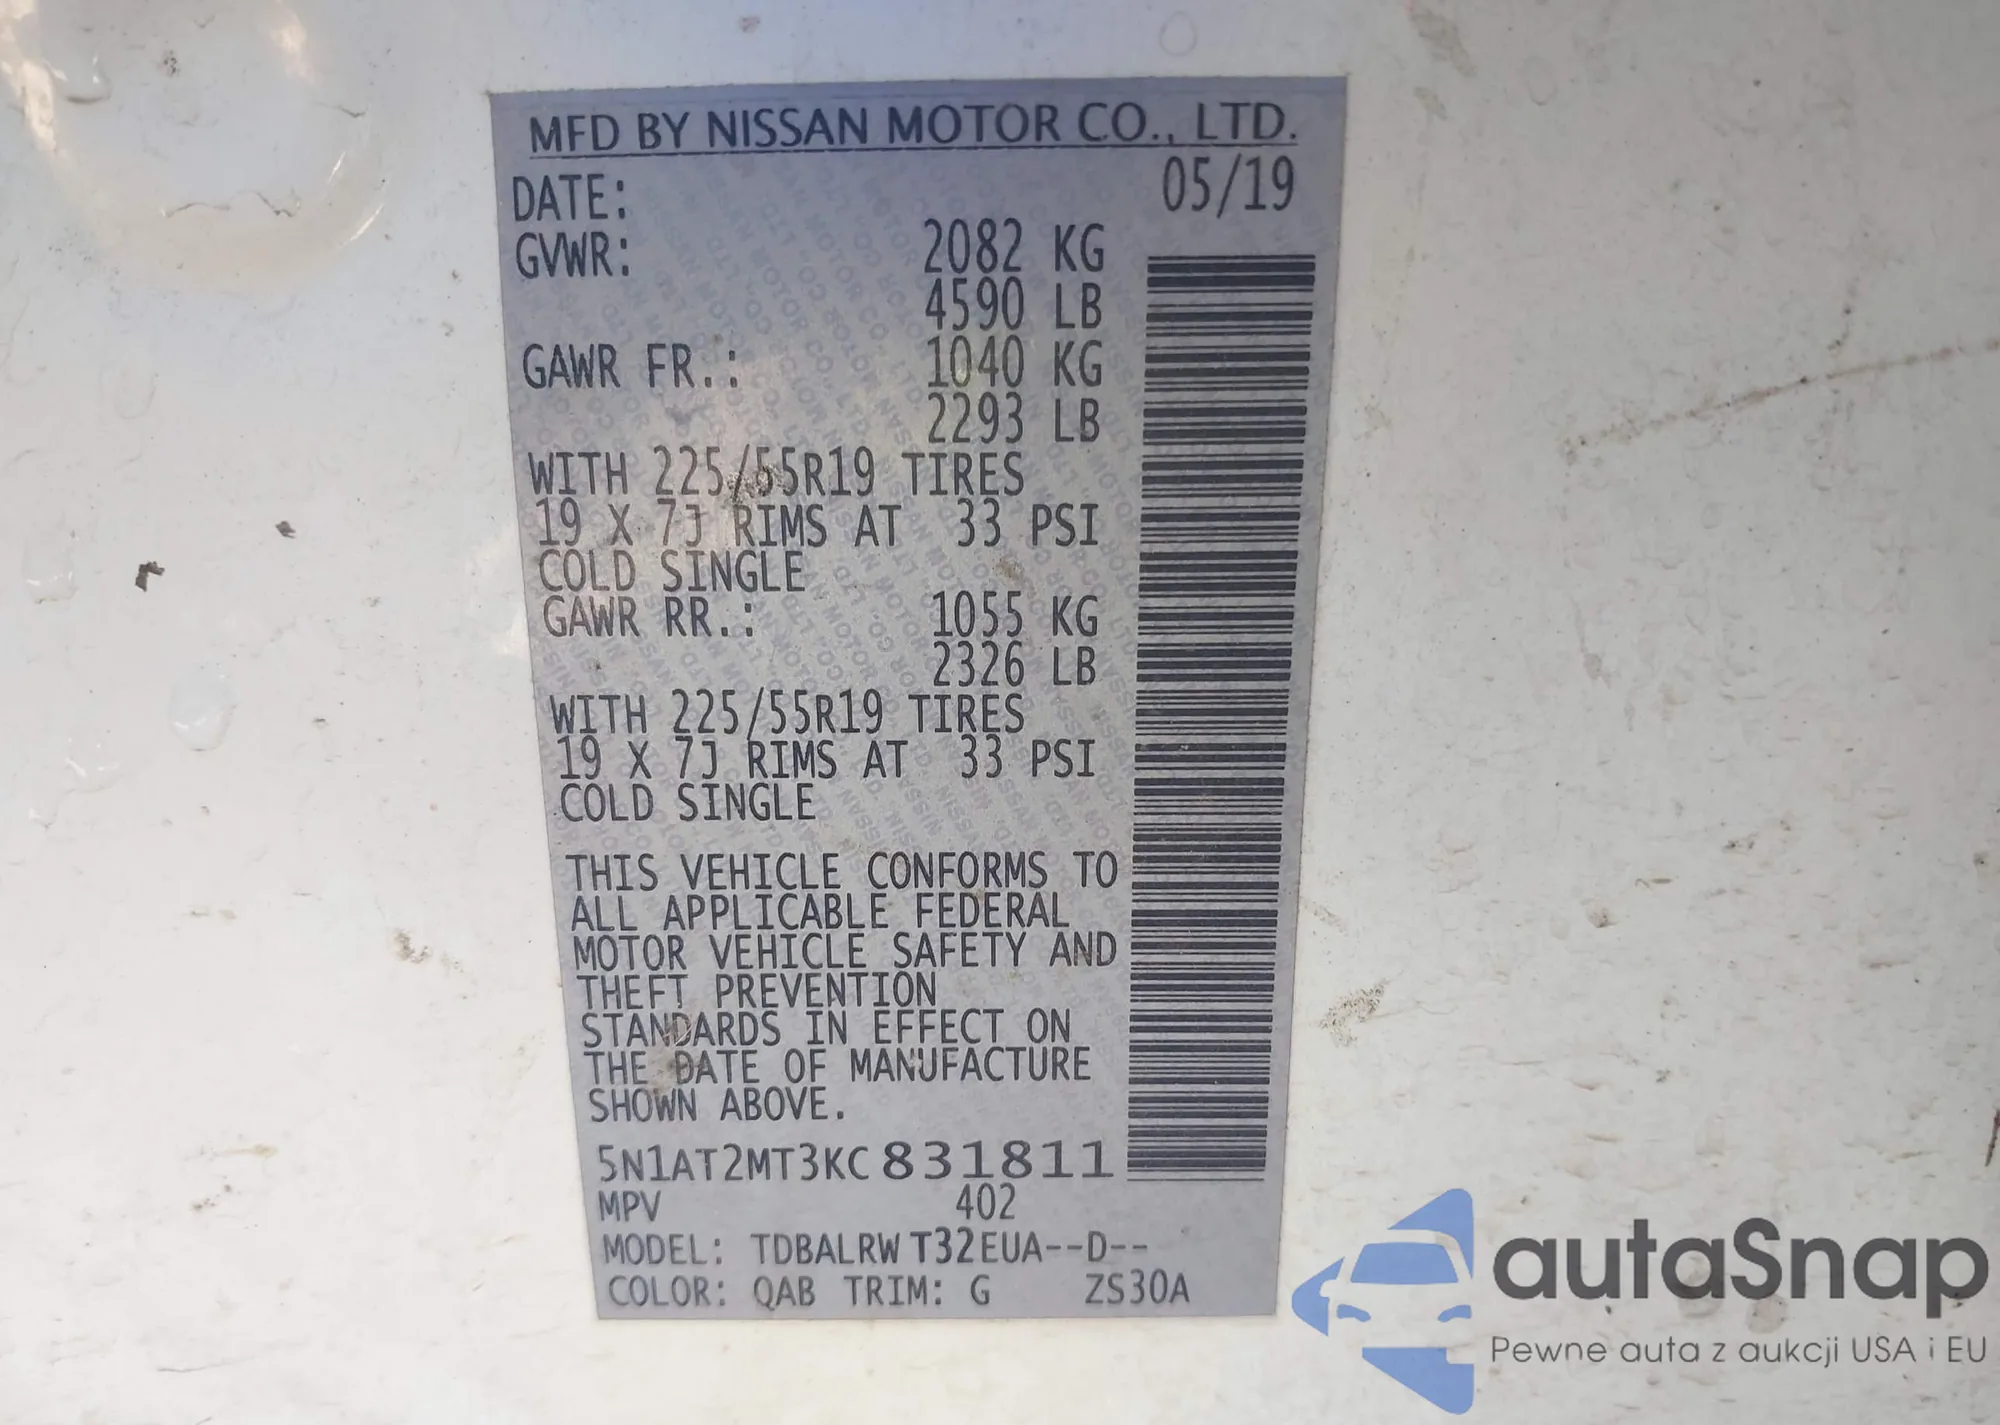 MFD BY NISSAN MOTOR CO., LTD.
DATE: 05/19
GVWR: 2082 KG
4590 LB
GAWR FR.: 1040 KG
2293 LB
WITH 225/55R19 TIRES
19 X 7J RIMS AT 33 PSI
COLD SINGLE
GAWR RR.: 1055 KG
2326 LB
WITH 225/55R19 TIRES
19 X 7J RIMS AT 33 PSI
COLD SINGLE
THIS VEHICLE CONFORMS TO
ALL APPLICABLE FEDERAL
MOTOR VEHICLE SAFETY AND
THEFT PREVENTION
STANDARDS IN EFFECT ON
THE DATE OF MANUFACTURE
SHOWN ABOVE.
5N1AT2MT3KC831811
MPV 402
MODEL: TDBALRW T32EUA--D--
COLOR: QAB TRIM: G ZS30A
autaSnap
Pewne auta z aukcji USA i EU